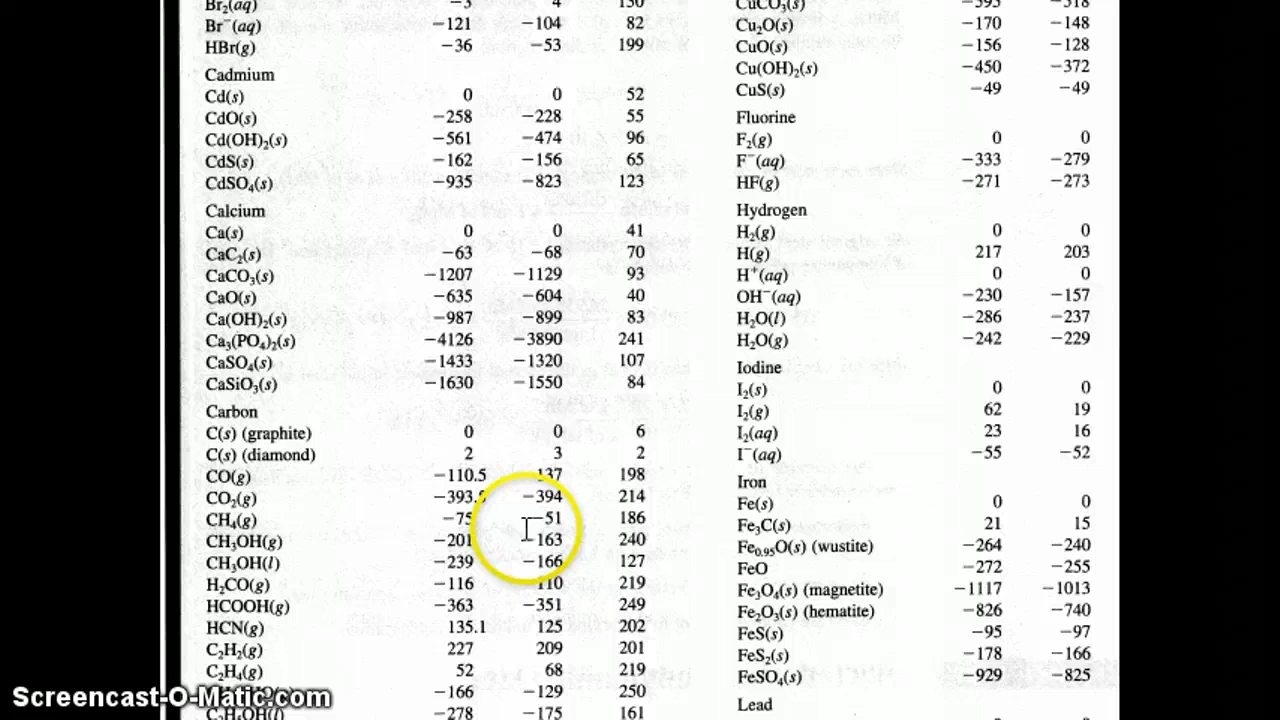 Br₂(aq) −3 4 130
Br⁻(aq) −121 −104 82
HBr(g) −36 −53 199
Cadmium
Cd(s) 0 0 52
CdO(s) −258 −228 55
Cd(OH)₂(s) −561 −474 96
CdS(s) −162 −156 65
CdSO₄(s) −935 −823 123
Calcium
Ca(s) 0 0 41
CaC₂(s) −63 −68 70
CaCO₃(s) −1207 −1129 93
CaO(s) −635 −604 40
Ca(OH)₂(s) −987 −899 83
Ca₃(PO₄)₂(s) −4126 −3890 241
CaSO₄(s) −1433 −1320 107
CaSiO₃(s) −1630 −1550 84
Carbon
C(s) (graphite) 0 0 6
C(s) (diamond) 2 3 2
CO(g) −110.5 −137 198
CO₂(g) −393. −394 214
CH₄(g) −75 −51 186
CH₃OH(g) −201 −163 240
CH₃OH(l) −239 −166 127
H₂CO(g) −116 −110 219
HCOOH(g) −363 −351 249
HCN(g) 135.1 125 202
C₂H₂(g) 227 209 201
C₂H₄(g) 52 68 219
−166 −129 250
C₂H₅OH(l) −278 −175 161
CuCO₃(s) −595 −518
Cu₂O(s) −170 −148
CuO(s) −156 −128
Cu(OH)₂(s) −450 −372
CuS(s) −49 −49
Fluorine
F₂(g) 0 0
F⁻(aq) −333 −279
HF(g) −271 −273
Hydrogen
H₂(g) 0 0
H(g) 217 203
H⁺(aq) 0 0
OH⁻(aq) −230 −157
H₂O(l) −286 −237
H₂O(g) −242 −229
Iodine
I₂(s) 0 0
I₂(g) 62 19
I₂(aq) 23 16
I⁻(aq) −55 −52
Iron
Fe(s) 0 0
Fe₃C(s) 21 15
Fe₀.₉₅O(s) (wustite) −264 −240
FeO −272 −255
Fe₃O₄(s) (magnetite) −1117 −1013
Fe₂O₃(s) (hematite) −826 −740
FeS(s) −95 −97
FeS₂(s) −178 −166
FeSO₄(s) −929 −825
Lead
Screencast-O-Matic.com